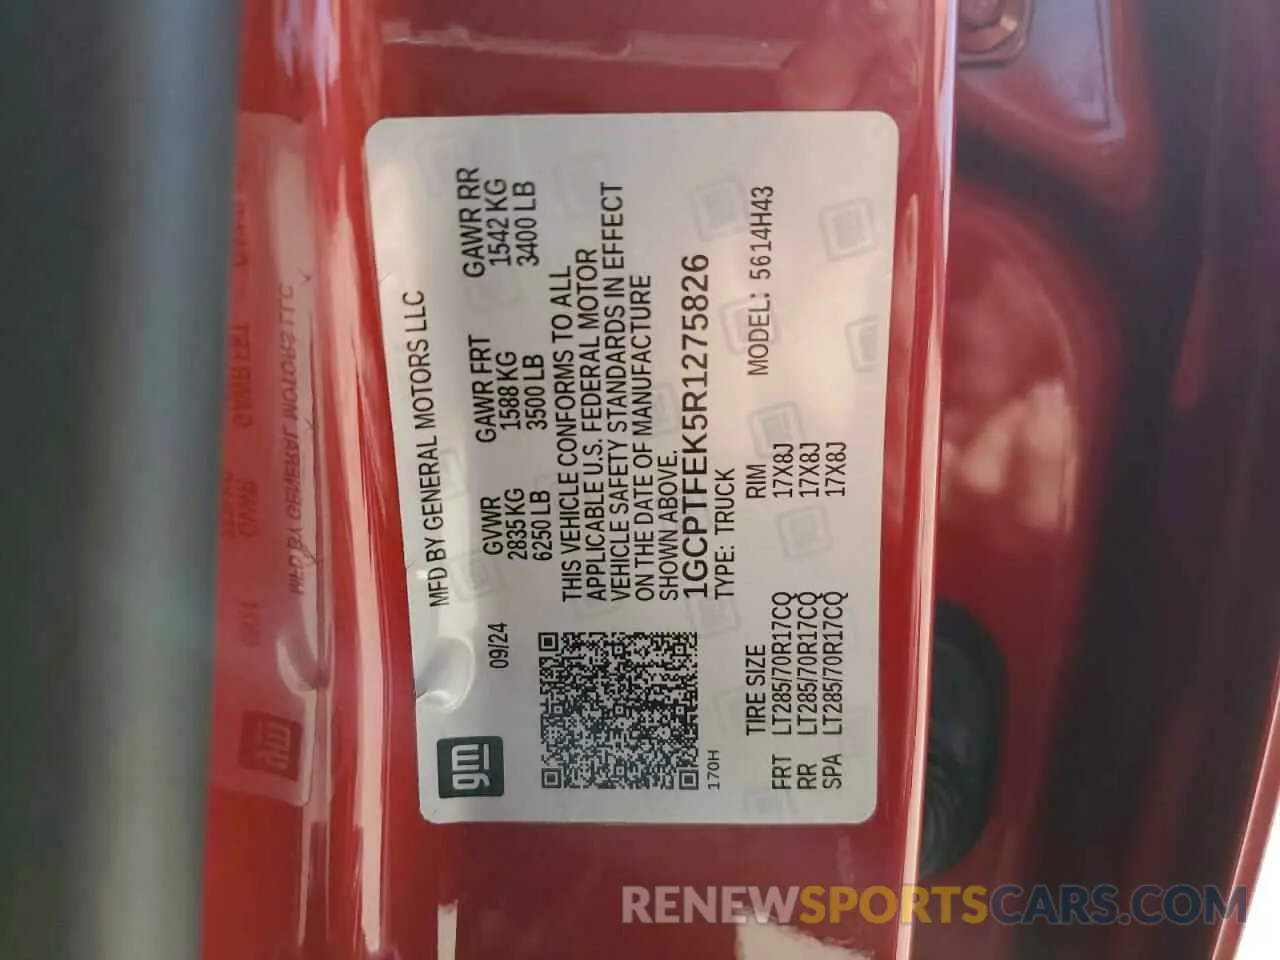 MFD BY GENERAL MOTORS LLC
09/24
GVWR GAWR FRT GAWR RR
2835 KG 1588 KG 1542 KG
6250 LB 3500 LB 3400 LB
THIS VEHICLE CONFORMS TO ALL
APPLICABLE U.S. FEDERAL MOTOR
VEHICLE SAFETY STANDARDS IN EFFECT
ON THE DATE OF MANUFACTURE
SHOWN ABOVE.
1GCPTFEK5R1275826
TYPE: TRUCK
gm
170H
MODEL: 5614H43
TIRE SIZE RIM
FRT LT285/70R17CQ 17X8J
RR LT285/70R17CQ 17X8J
SPA LT285/70R17CQ 17X8J
RENEWSPORTSCARS.COM